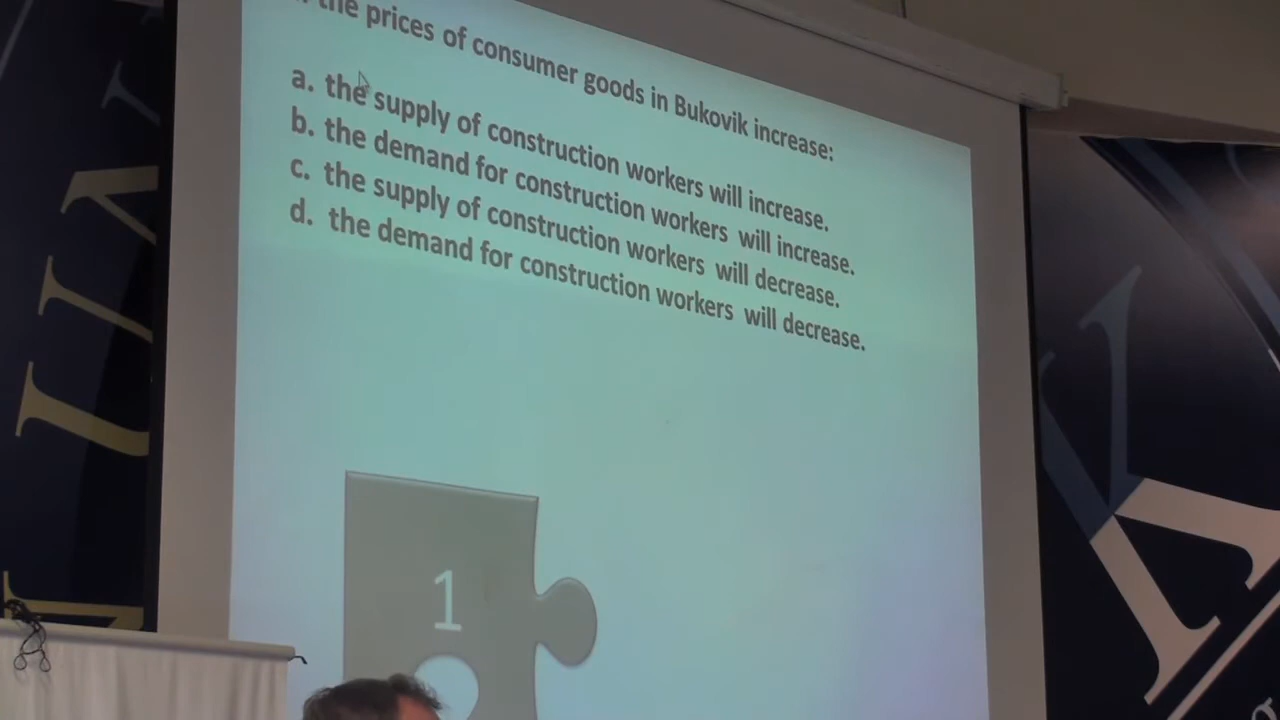 the prices of consumer goods in Bukovik increase:
a. the supply of construction workers will increase.
b. the demand for construction workers will increase.
c. the supply of construction workers will decrease.
d. the demand for construction workers will decrease.
1